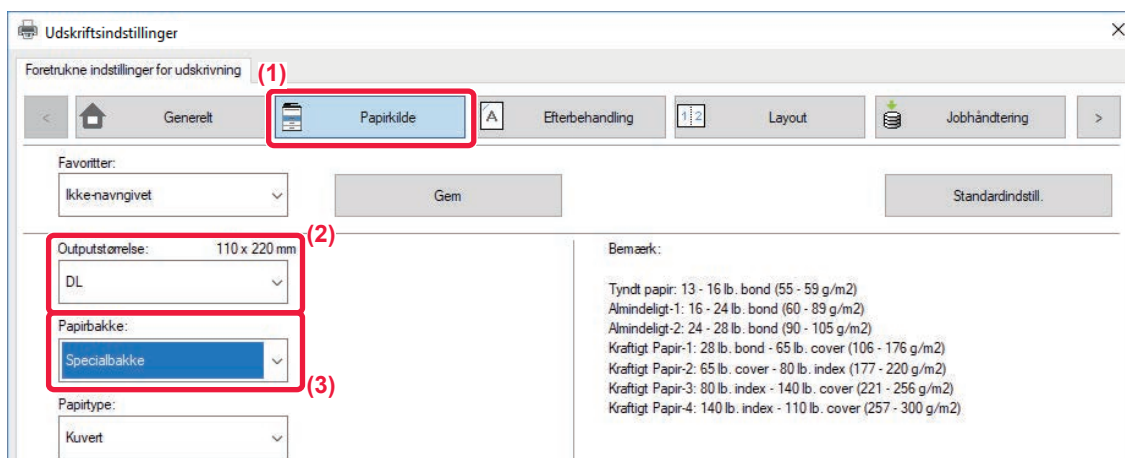 Udskriftsindstillinger
Foretrukne indstillinger for udskrivning
(1)
<
Generelt
Papirkilde
A
Efterbehandling
1 2
Layout
Jobhåndtering
>
Favoritter:
Ikke-navngivet
Gem
Standardindstill.
Outputstørrelse: 110 x 220 mm
(2)
DL
Papirbakke:
Specialbakke
(3)
Papirtype:
Kuvert
Bemærk:
Tyndt papir: 13 - 16 lb. bond (55 - 59 g/m2)
Almindeligt-1: 16 - 24 lb. bond (60 - 89 g/m2)
Almindeligt-2: 24 - 28 lb. bond (90 - 105 g/m2)
Kraftigt Papir-1: 28 lb. bond - 65 lb. cover (106 - 176 g/m2)
Kraftigt Papir-2: 65 lb. cover - 80 lb. index (177 - 220 g/m2)
Kraftigt Papir-3: 80 lb. index - 140 lb. cover (221 - 256 g/m2)
Kraftigt Papir-4: 140 lb. index - 110 lb. cover (257 - 300 g/m2)